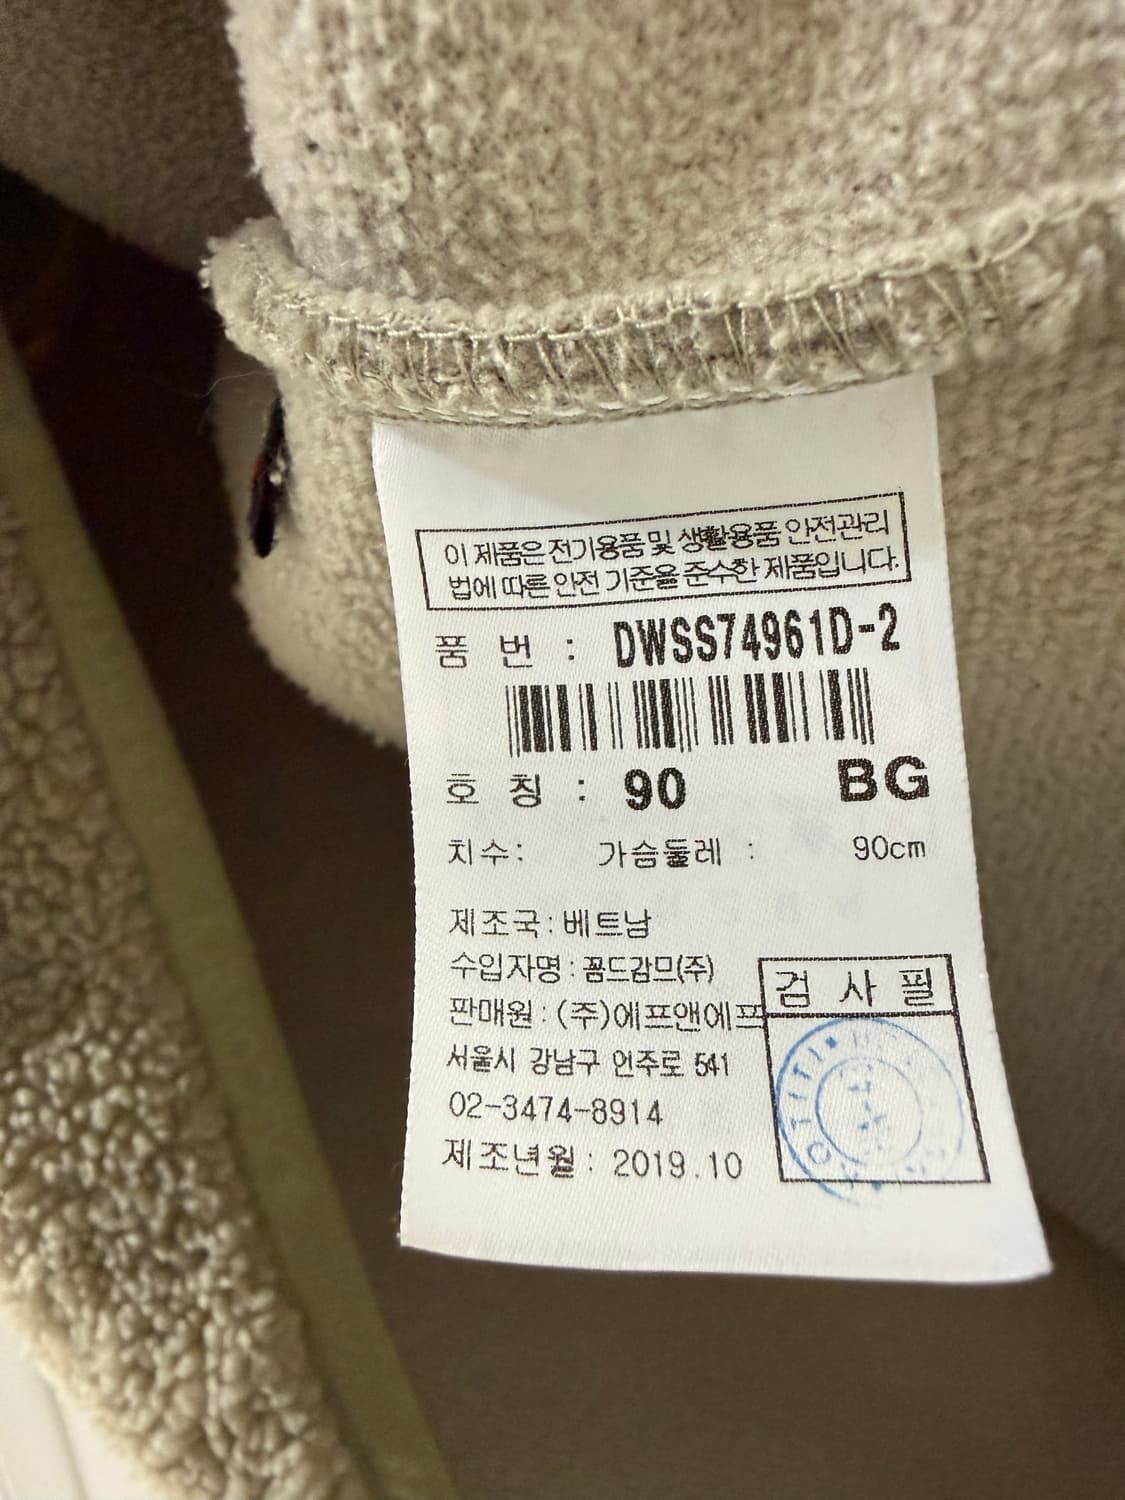 이 제품은 전기용품 및 생활용품 안전관리
법에 따른 안전 기준을 준수한 제품입니다.
품 번 : DWSS74961D-2
호 칭 : 90 BG
치수: 가슴둘레 : 90cm
제조국:베트남
수입자명:꼼드감므(주)
판매원:(주)에프앤에프
검 사 필
서울시 강남구 언주로 541
02-3474-8914
제조년월: 2019.10
KOTITI